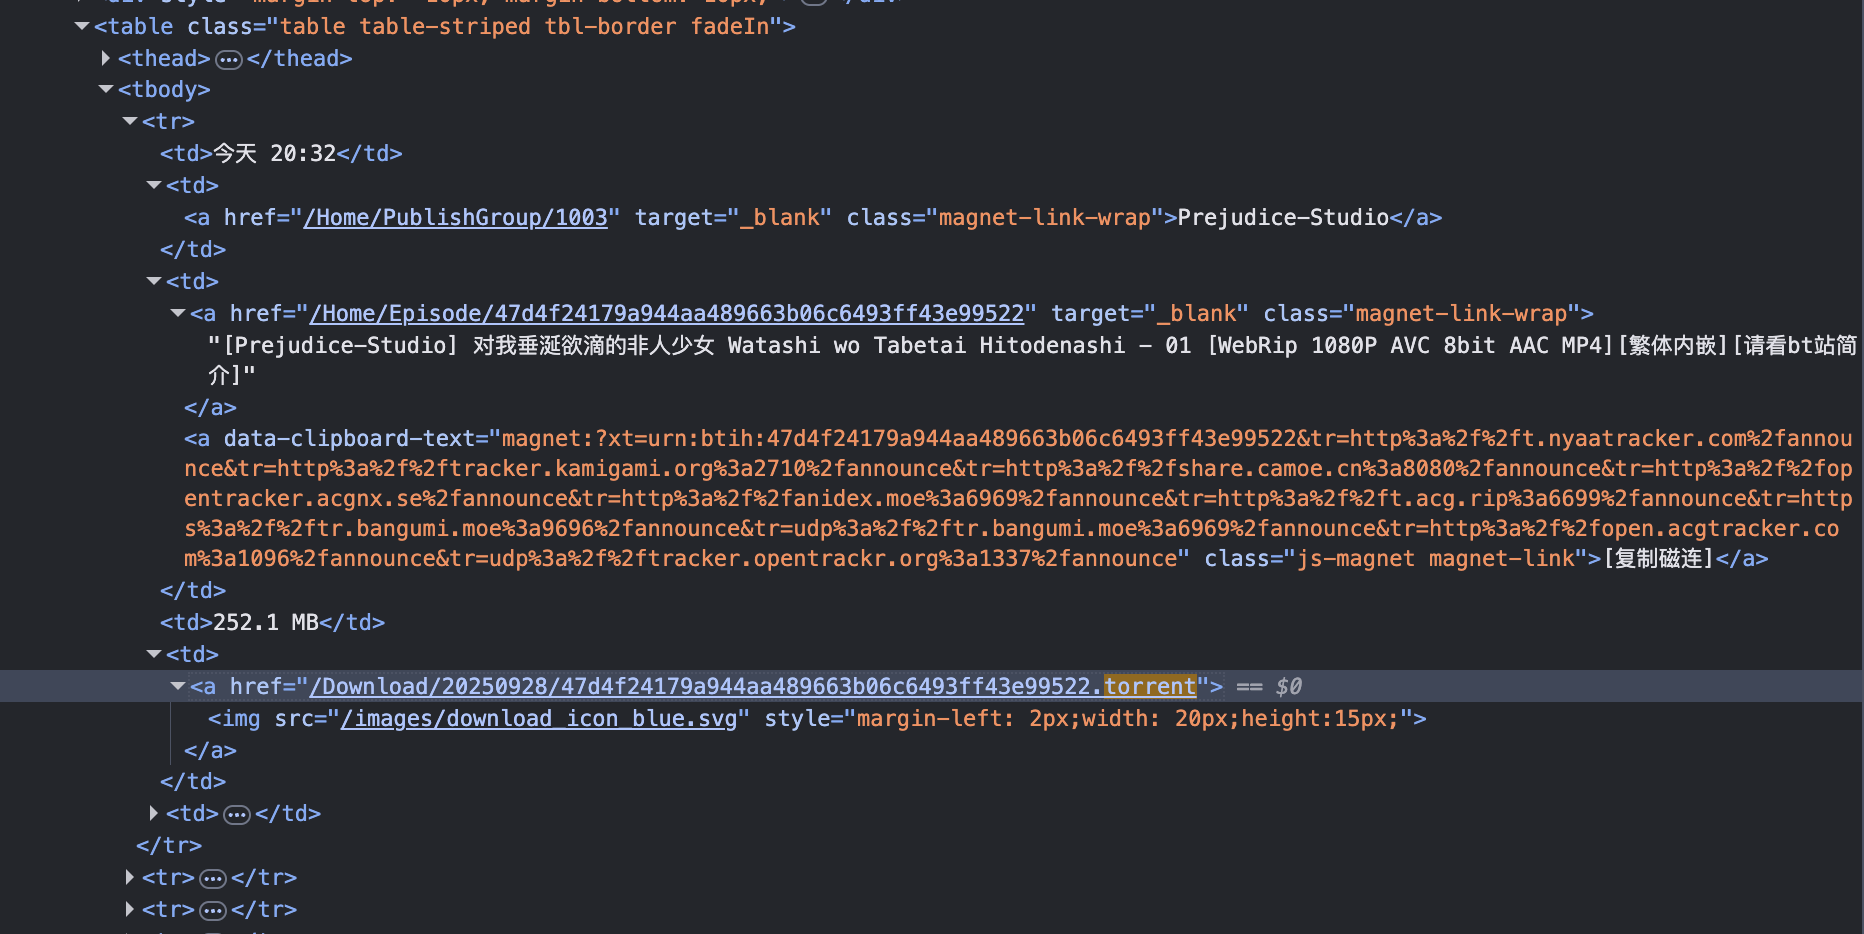 <table class="table table-striped tbl-border fadeIn">
<thead>…</thead>
<tbody>
<tr>
<td>今天 20:32</td>
<td>
<a href="/Home/PublishGroup/1003" target="_blank" class="magnet-link-wrap">Prejudice-Studio</a>
</td>
<td>
<a href="/Home/Episode/47d4f24179a944aa489663b06c6493ff43e99522" target="_blank" class="magnet-link-wrap">
"[Prejudice-Studio] 对我垂涎欲滴的非人少女 Watashi wo Tabetai Hitodenashi - 01 [WebRip 1080P AVC 8bit AAC MP4][繁体内嵌][请看bt站简
介]"
</a>
<a data-clipboard-text="magnet:?xt=urn:btih:47d4f24179a944aa489663b06c6493ff43e99522&tr=http%3a%2f%2ft.nyaatracker.com%2fannou
nce&tr=http%3a%2f%2ftracker.kamigami.org%3a2710%2fannounce&tr=http%3a%2f%2fshare.camoe.cn%3a8080%2fannounce&tr=http%3a%2f%2fop
entracker.acgnx.se%2fannounce&tr=http%3a%2f%2fanidex.moe%3a6969%2fannounce&tr=http%3a%2f%2ft.acg.rip%3a6699%2fannounce&tr=http
s%3a%2f%2ftr.bangumi.moe%3a9696%2fannounce&tr=udp%3a%2f%2ftr.bangumi.moe%3a6969%2fannounce&tr=http%3a%2f%2fopen.acgtracker.co
m%3a1096%2fannounce&tr=udp%3a%2f%2ftracker.opentrackr.org%3a1337%2fannounce" class="js-magnet magnet-link">[复制磁连]</a>
</td>
<td>252.1 MB</td>
<td>
<a href="/Download/20250928/47d4f24179a944aa489663b06c6493ff43e99522.torrent"> == $0
<img src="/images/download_icon_blue.svg" style="margin-left: 2px;width: 20px;height:15px;">
</a>
</td>
<td>…</td>
</tr>
<tr>…</tr>
<tr>…</tr>